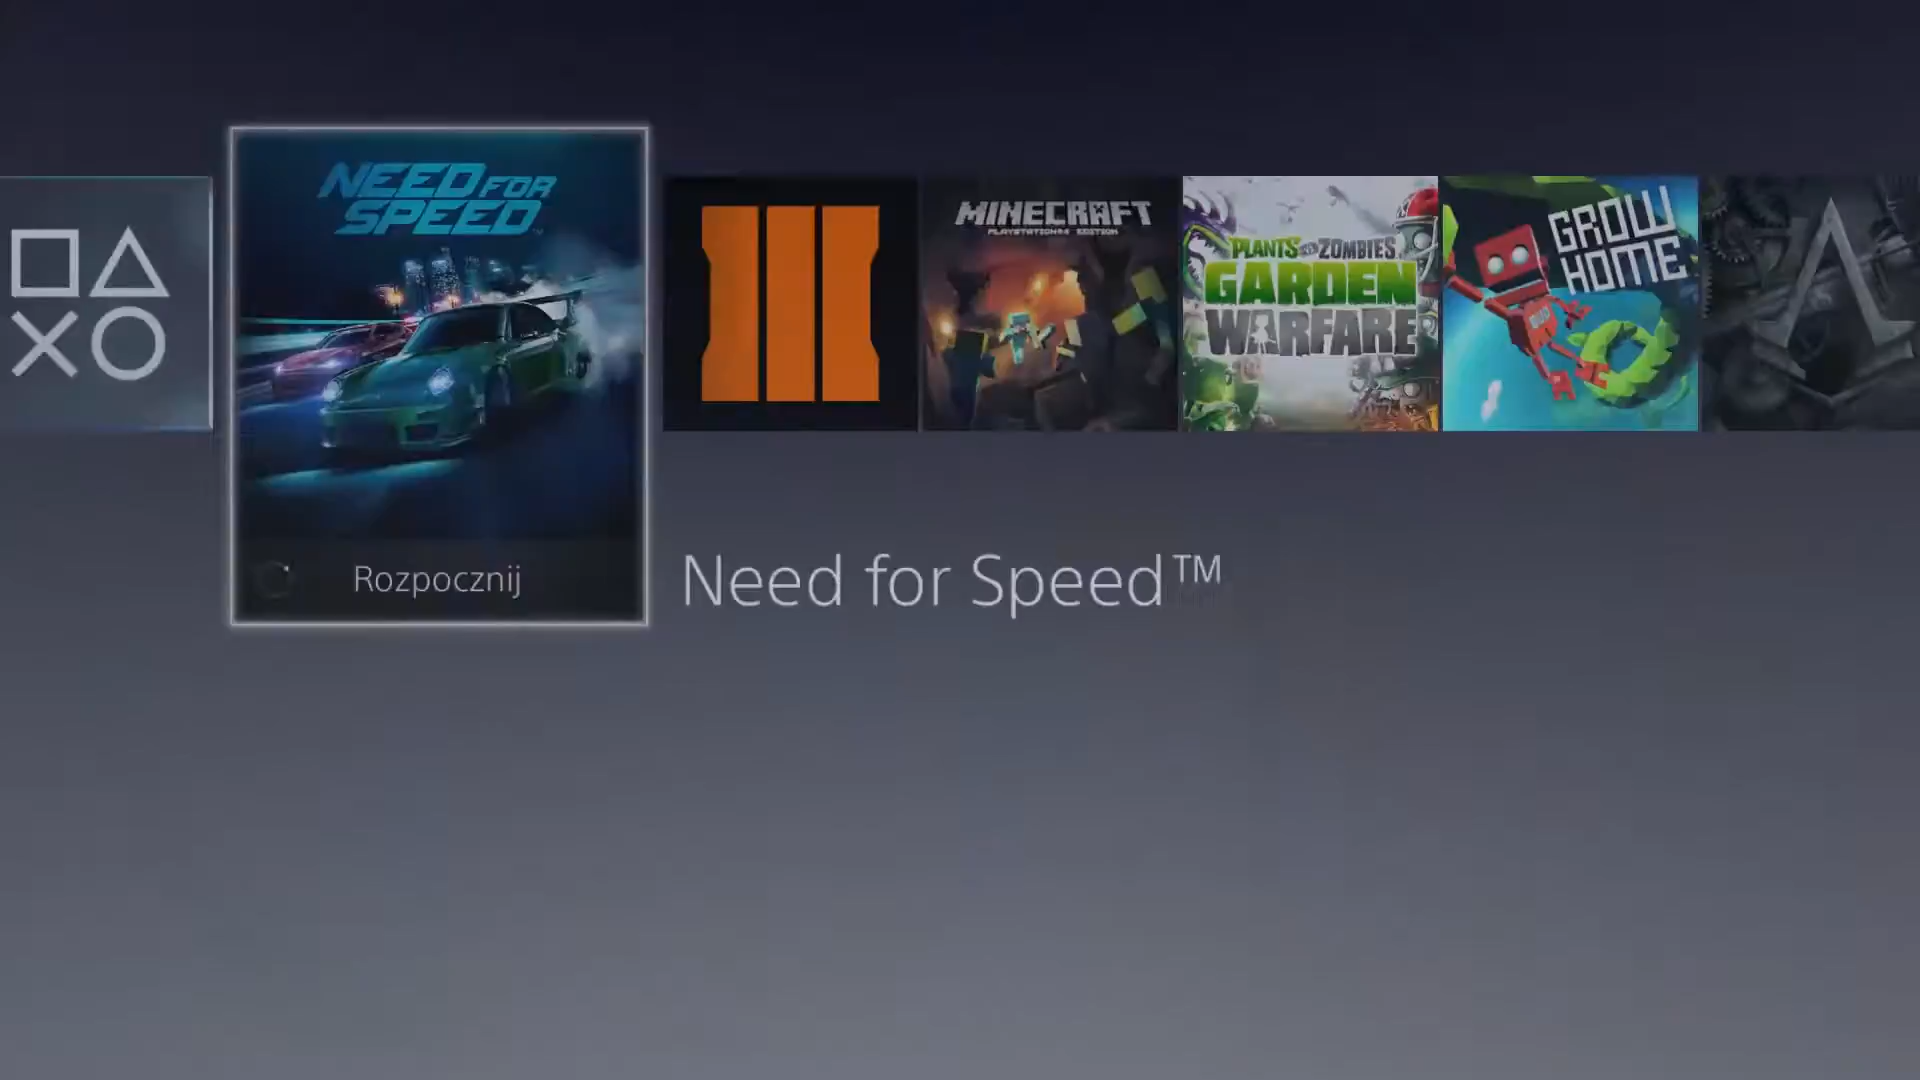 NEED FOR
SPEED
MINECRAFT
PLAYSTATION®4 EDITION
PLANTS VS ZOMBIES
GARDEN
WARFARE
GROW
HOME
Rozpocznij
Need for Speed™